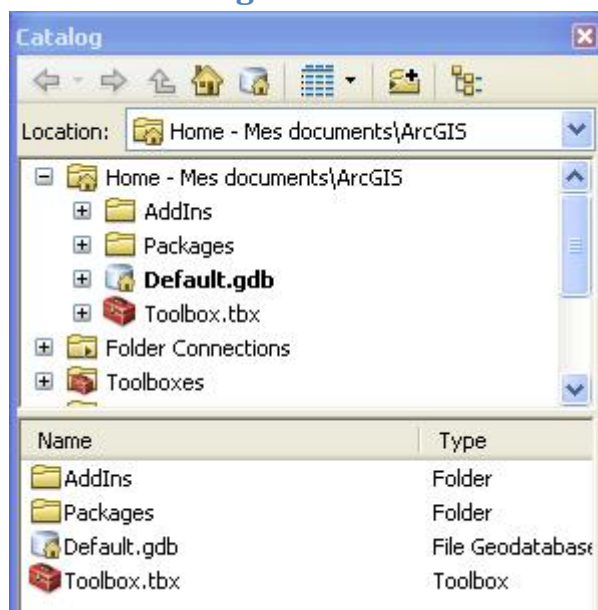 Catalog
Location: Home - Mes documents\ArcGIS
Home - Mes documents\ArcGIS
AddIns
Packages
Default.gdb
Toolbox.tbx
Folder Connections
Toolboxes
Name Type
AddIns Folder
Packages Folder
Default.gdb File Geodatabase
Toolbox.tbx Toolbox